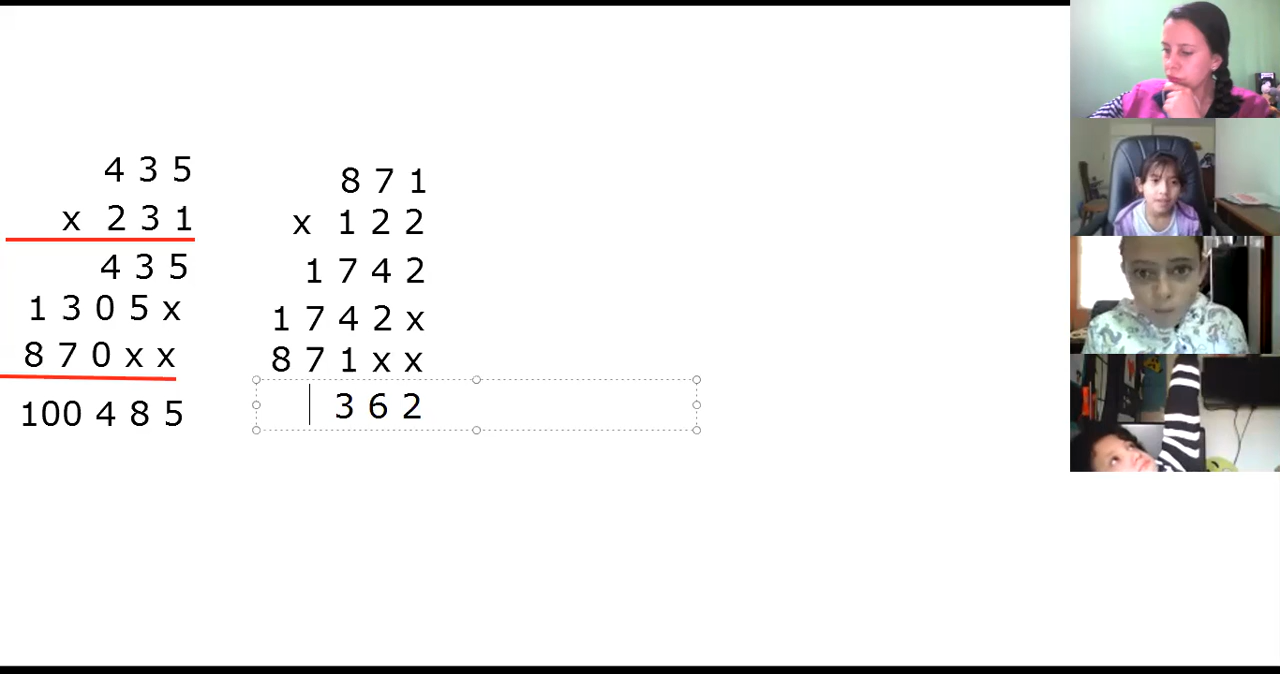 4 3 5
x 2 3 1
4 3 5
1 3 0 5 x
8 7 0 x x
100 4 8 5
8 7 1
x 1 2 2
1 7 4 2
1 7 4 2 x
8 7 1 x x
3 6 2